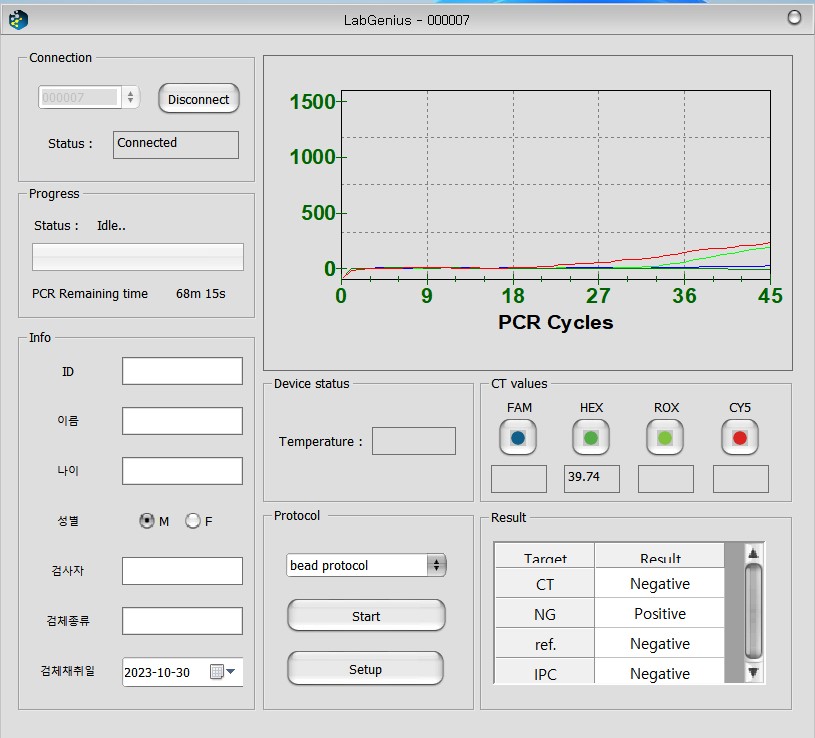 LabGenius - 000007
Connection
000007
Disconnect
Status :
Connected
Progress
Status : Idle..
PCR Remaining time 68m 15s
Info
ID
이름
나이
성별
M
F
검사자
검체종류
검체채취일
2023-10-30
1500
1000
500
0
0 9 18 27 36 45
PCR Cycles
Device status
Temperature :
CT values
FAM HEX ROX CY5
39.74
Protocol
bead protocol
Start
Setup
Result
Target Result
CT Negative
NG Positive
ref. Negative
IPC Negative